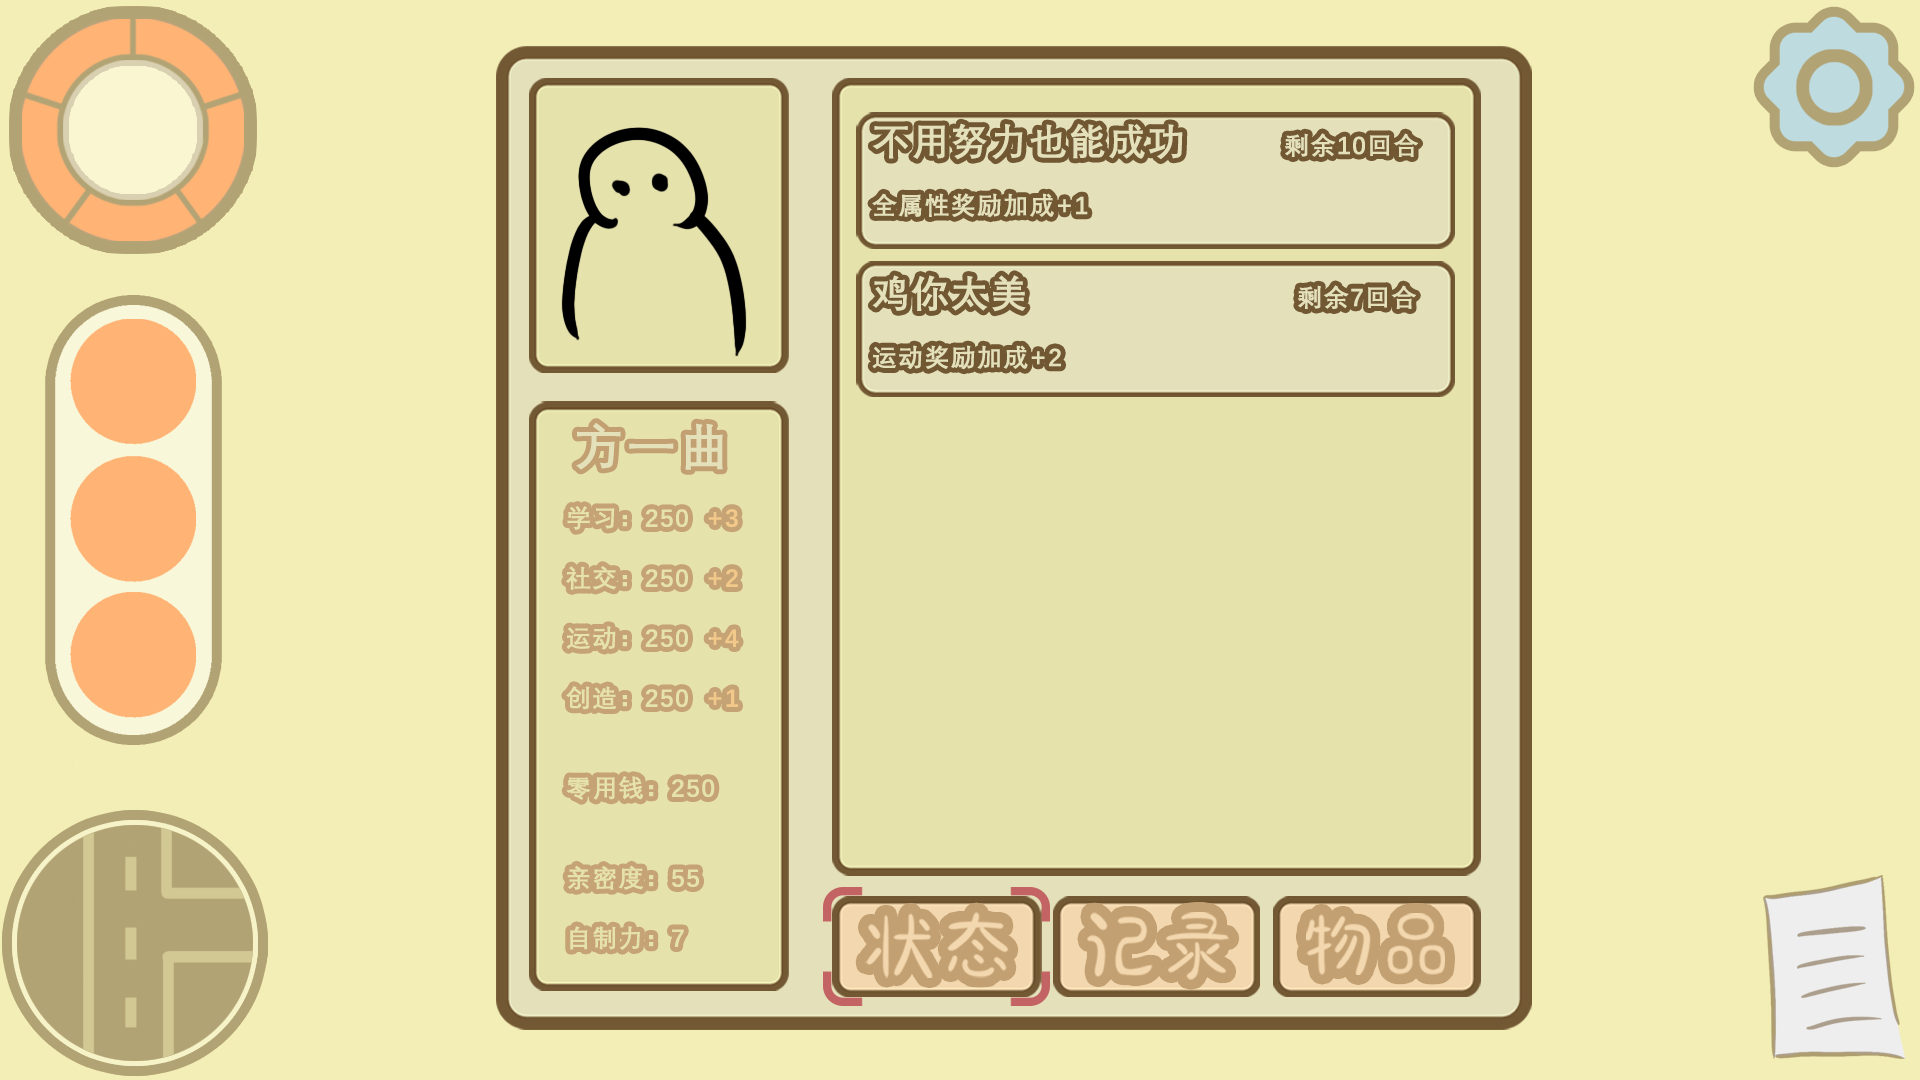 方一曲
学习: 250 +3
社交: 250 +2
运动: 250 +4
创造: 250 +1
零用钱: 250
亲密度: 55
自制力: 7
不用努力也能成功 剩余10回合
全属性奖励加成+1
鸡你太美 剩余7回合
运动奖励加成+2
状态 记录 物品